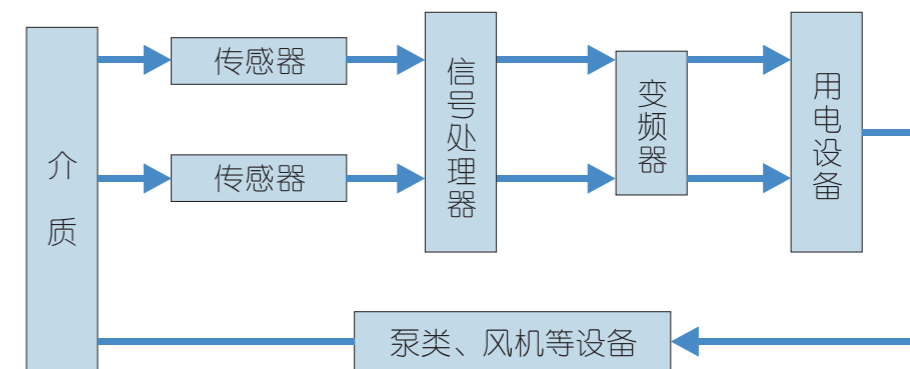 介质
传感器
传感器
信号处理器
变频器
用电设备
泵类、风机等设备